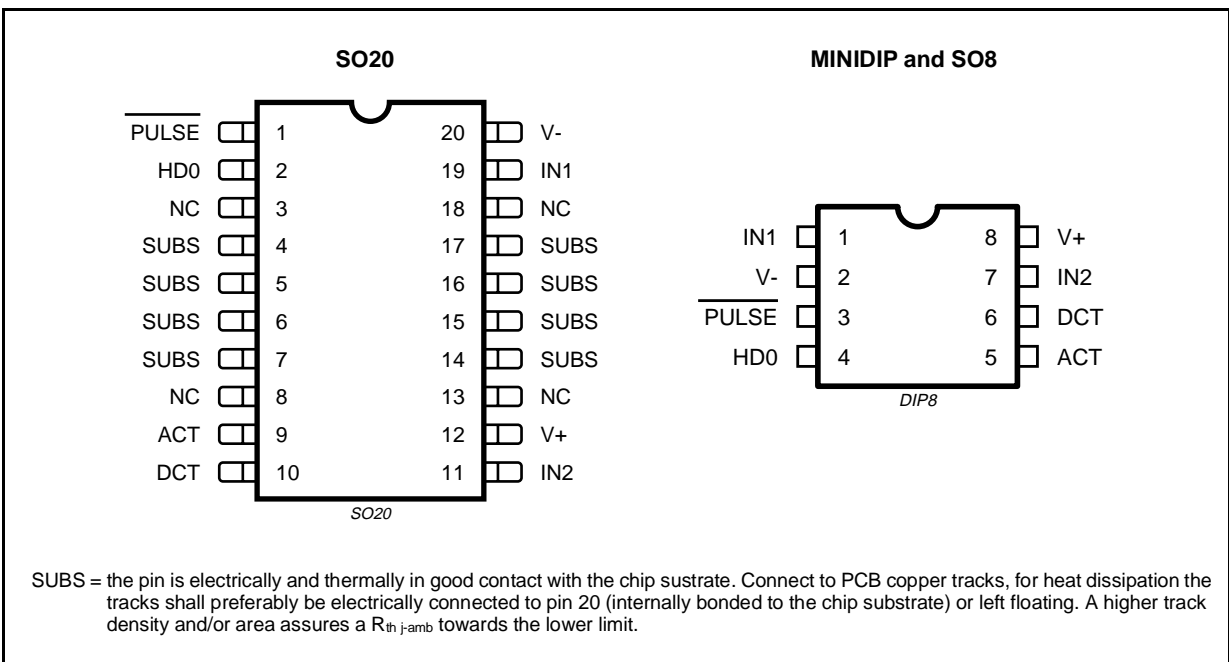 SO20
MINIDIP and SO8
PULSE 1 20 V-
HD0 2 19 IN1
NC 3 18 NC
SUBS 4 17 SUBS
SUBS 5 16 SUBS
SUBS 6 15 SUBS
SUBS 7 14 SUBS
NC 8 13 NC
ACT 9 12 V+
DCT 10 11 IN2
SO20
IN1 1 8 V+
V- 2 7 IN2
PULSE 3 6 DCT
HD0 4 5 ACT
DIP8
SUBS = the pin is electrically and thermally in good contact with the chip sustrate. Connect to PCB copper tracks, for heat dissipation the
tracks shall preferably be electrically connected to pin 20 (internally bonded to the chip substrate) or left floating. A higher track
density and/or area assures a Rth j-amb towards the lower limit.